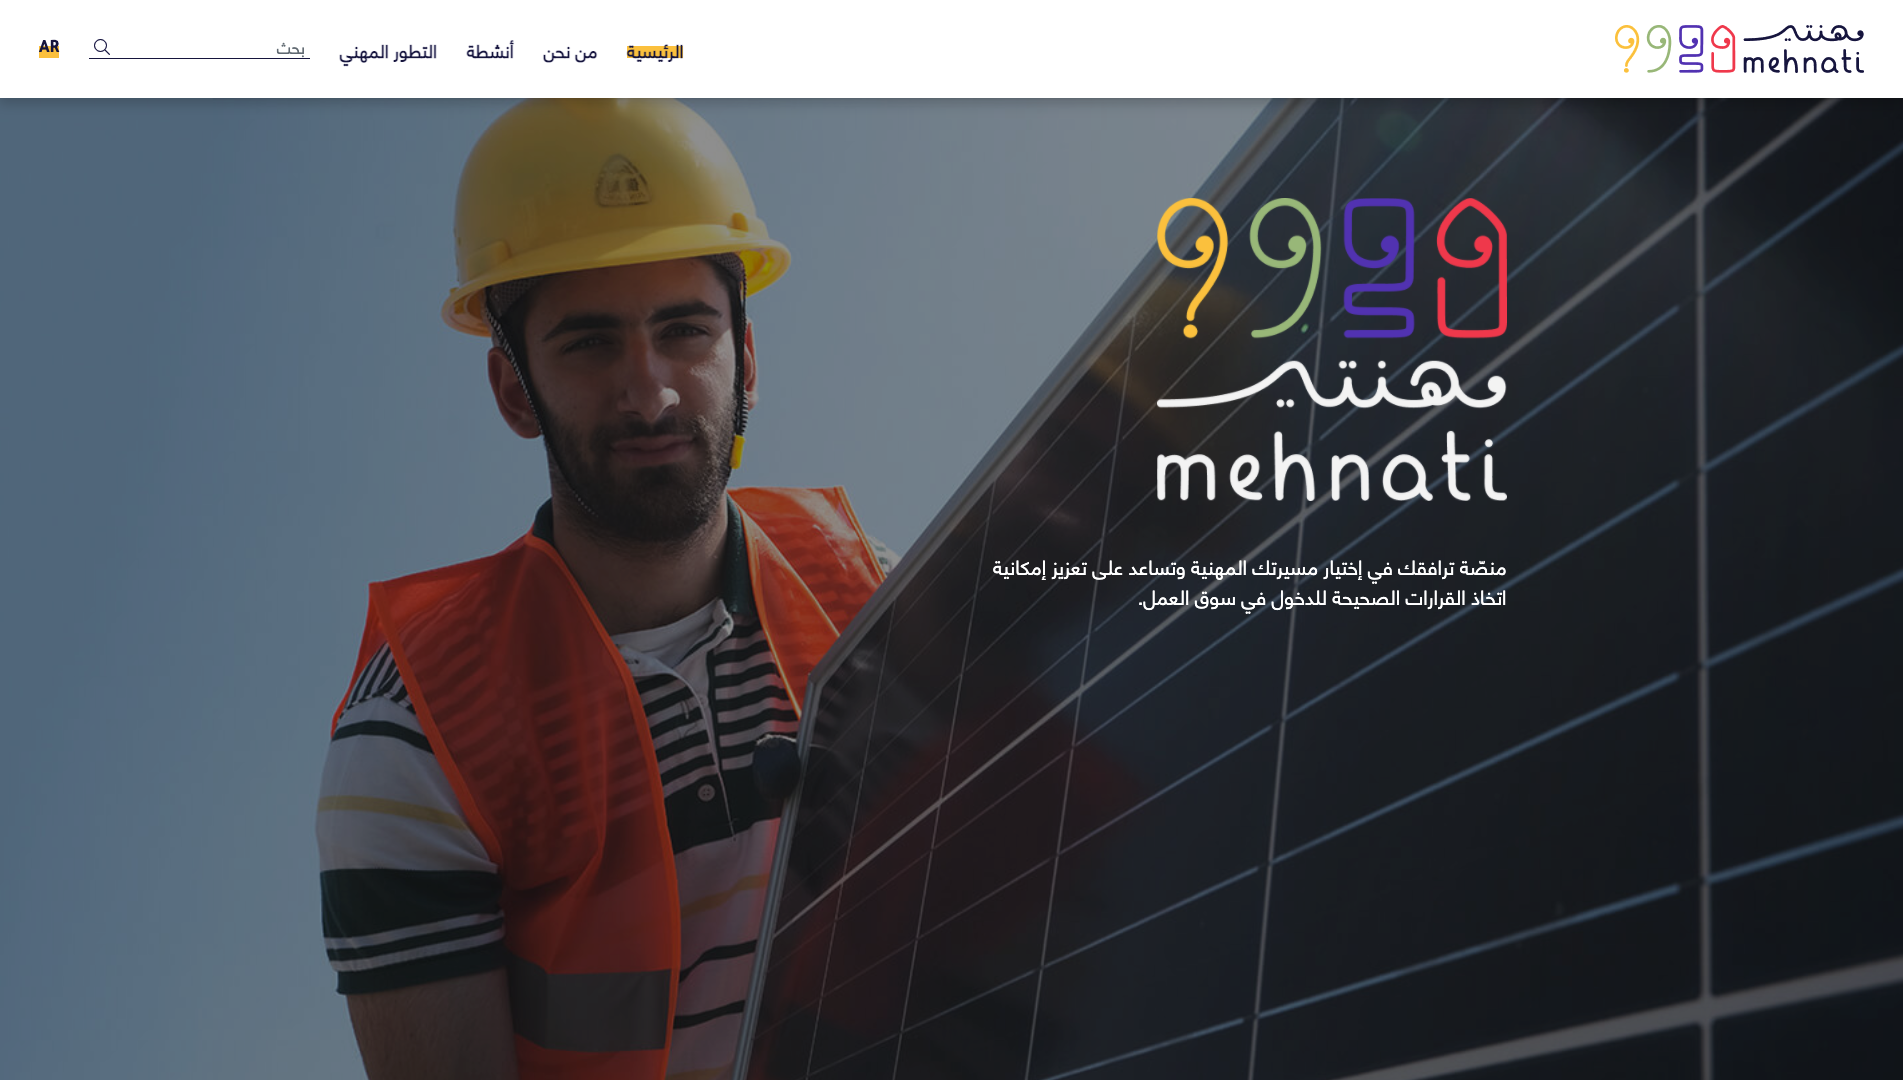 مهنتي
mehnati
الرئيسية
من نحن
أنشطة
التطور المهني
بحث
AR
مهنتي
mehnati
منصّة ترافقك في إختيار مسيرتك المهنية وتساعد على تعزيز إمكانية
اتخاذ القرارات الصحيحة للدخول في سوق العمل.